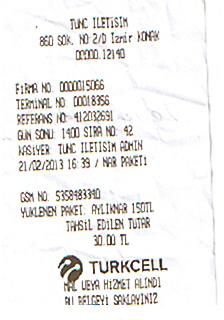 TUNC ILETISIM
860 SOK. NO:2/D Izmir KONAK
00000.12140
FIRMA NO: 0000015066
TERMINAL NO: 00018356
REFERANS NO: 412032691
GUN SONU: 1400 SIRA NO: 42
KASIYER: TUNC ILETISIM ADMIN
21/02/2013 16:39 / NAR PAKETI
GSM NO: 5358483340
YUKLENEN PAKET: AYLIKNAR 150TL
TAHSIL EDILEN TUTAR
30.00 TL
TURKCELL
MAL VEYA HIZMET ALINDI
BU BELGEYI SAKLAYINIZ